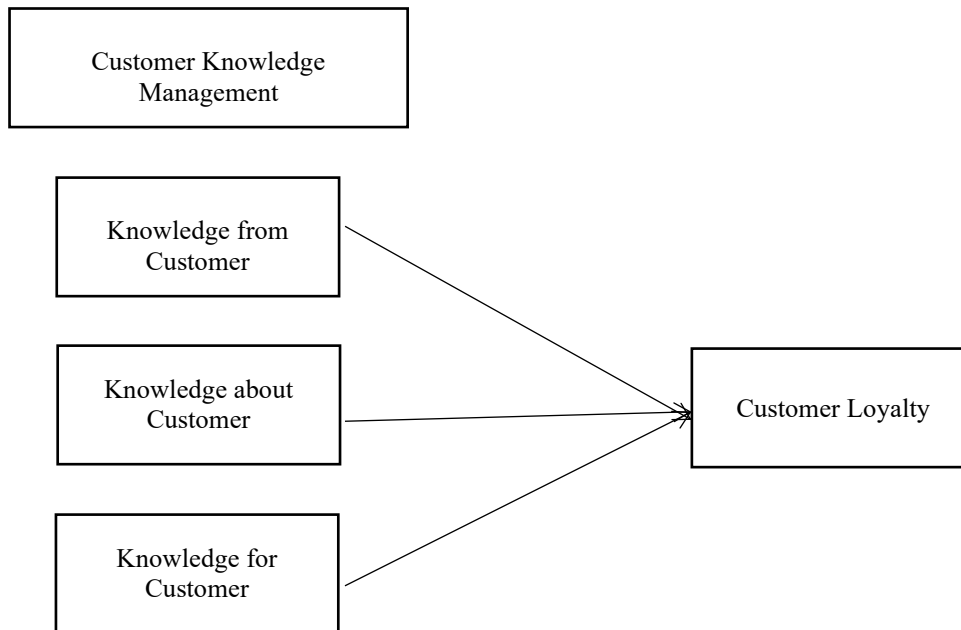 Customer Knowledge
Management
Knowledge from
Customer
Knowledge about
Customer
Customer Loyalty
Knowledge for
Customer